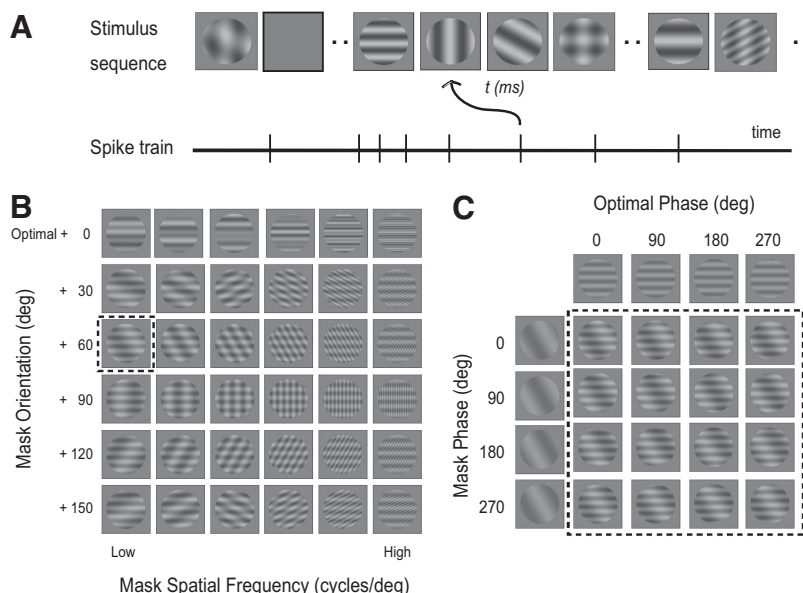 A
Stimulus
sequence
t (ms)
time
Spike train
B
Optimal + 0
+ 30
+ 60
+ 90
+ 120
+ 150
Mask Orientation (deg)
Low
High
Mask Spatial Frequency (cycles/deg)
C
Optimal Phase (deg)
0 90 180 270
0
90
180
270
Mask Phase (deg)